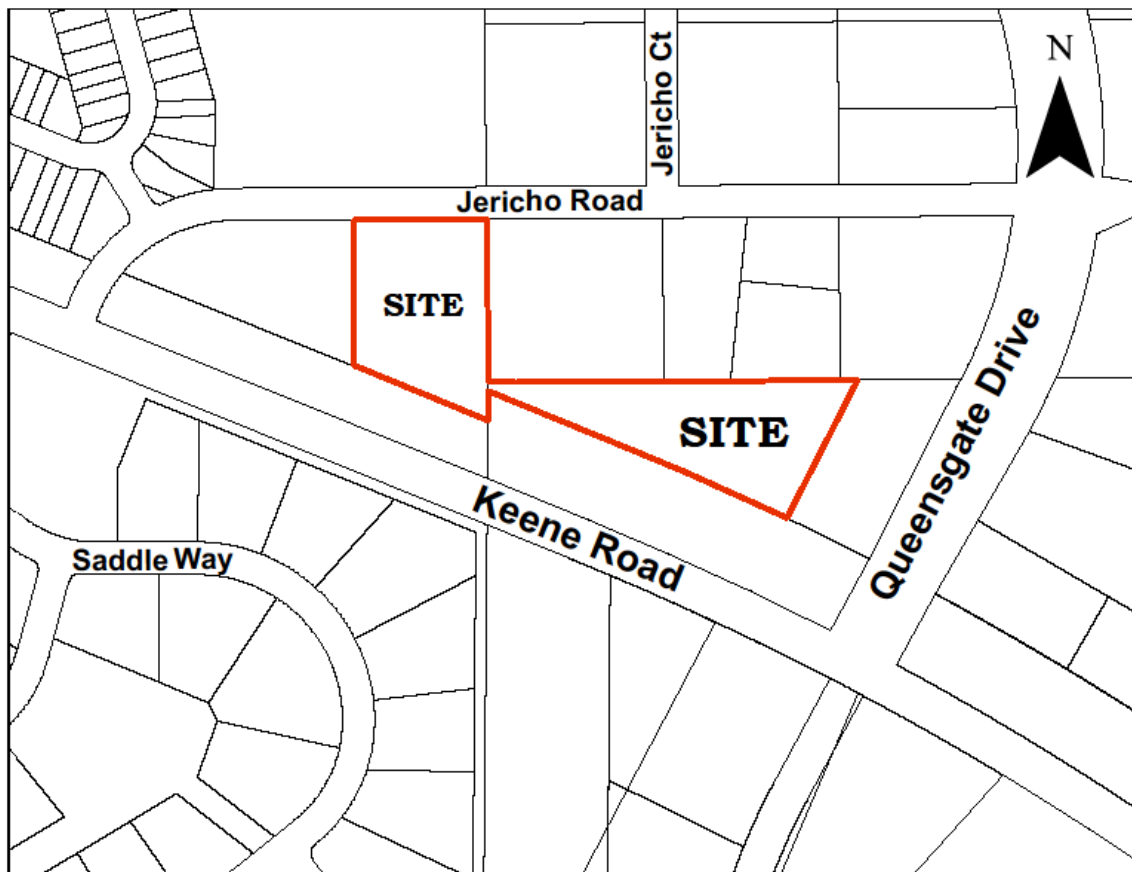 N
Jericho Ct
Jericho Road
SITE
Queensgate Drive
SITE
Keene Road
Saddle Way